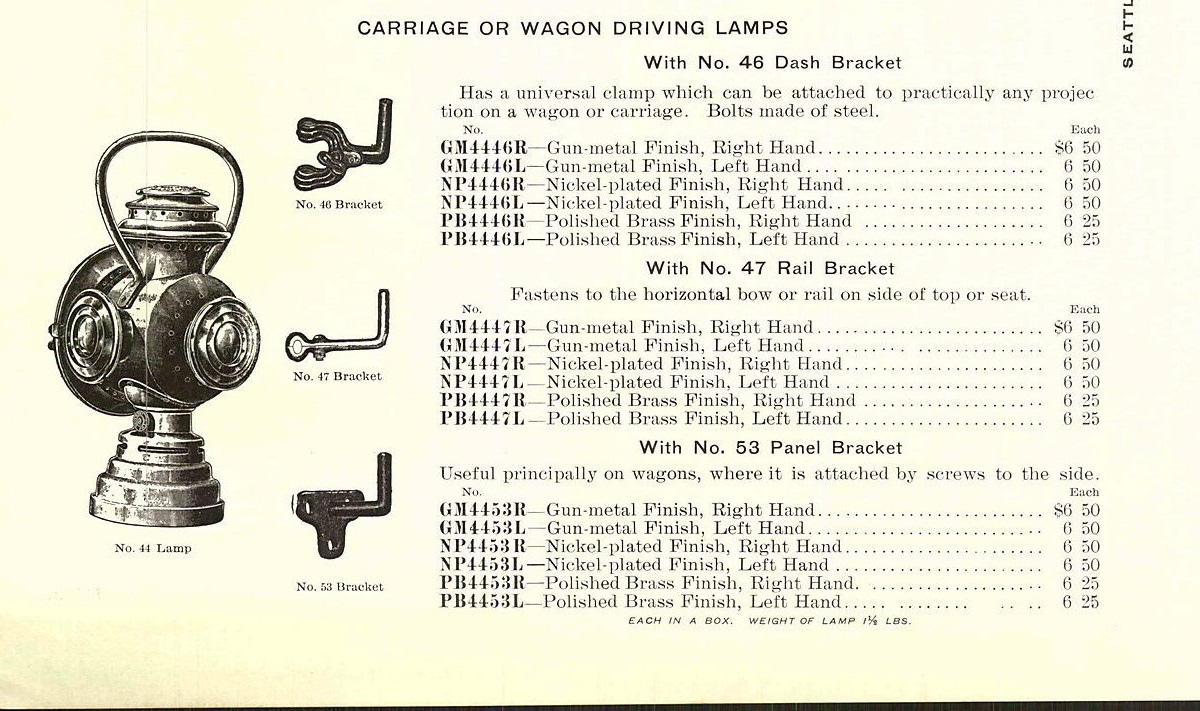 CARRIAGE OR WAGON DRIVING LAMPS
With No. 46 Dash Bracket
Has a universal clamp which can be attached to practically any projec
tion on a wagon or carriage. Bolts made of steel.
No. Each
GM4446R—Gun-metal Finish, Right Hand........................ $6 50
GM4446L—Gun-metal Finish, Left Hand........................ 6 50
NP4446R—Nickel-plated Finish, Right Hand.................... 6 50
NP4446L—Nickel-plated Finish, Left Hand...................... 6 50
PB4446R—Polished Brass Finish, Right Hand .................. 6 25
PB4446L—Polished Brass Finish, Left Hand .................... 6 25
No. 46 Bracket
With No. 47 Rail Bracket
Fastens to the horizontal bow or rail on side of top or seat.
No. Each
GM4447R—Gun-metal Finish, Right Hand........................ $6 50
GM4447L—Gun-metal Finish, Left Hand........................ 6 50
NP4447R—Nickel-plated Finish, Right Hand.................... 6 50
NP4447L—Nickel-plated Finish, Left Hand ..................... 6 50
PB4447R—Polished Brass Finish, Right Hand .................. 6 25
PB4447L—Polished Brass Finish, Left Hand.................... 6 25
No. 47 Bracket
With No. 53 Panel Bracket
Useful principally on wagons, where it is attached by screws to the side.
No. Each
GM4453R—Gun-metal Finish, Right Hand........................ $6 50
GM4453L—Gun-metal Finish, Left Hand........................ 6 50
NP4453R—Nickel-plated Finish, Right Hand.................... 6 50
NP4453L—Nickel-plated Finish, Left Hand ..................... 6 50
PB4453R—Polished Brass Finish, Right Hand. .................. 6 25
PB4453L—Polished Brass Finish, Left Hand..... ........ .. .. 6 25
EACH IN A BOX. WEIGHT OF LAMP 1½ LBS.
No. 44 Lamp
No. 53 Bracket